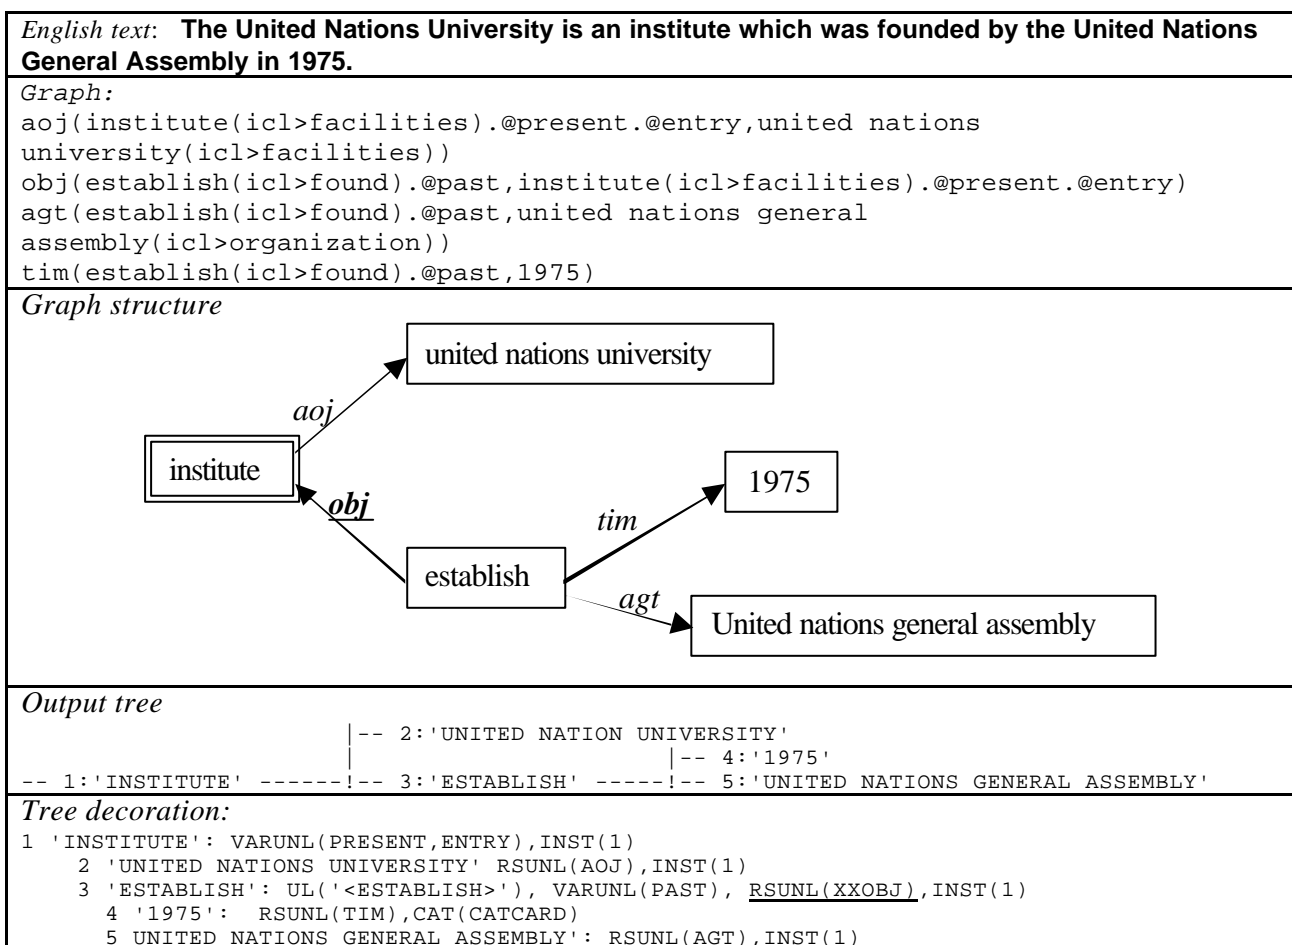 English text: The United Nations University is an institute which was founded by the United Nations
General Assembly in 1975.
Graph:
aoj(institute(icl>facilities).@present.@entry,united nations
university(icl>facilities))
obj(establish(icl>found).@past,institute(icl>facilities).@present.@entry)
agt(establish(icl>found).@past,united nations general
assembly(icl>organization))
tim(establish(icl>found).@past,1975)
Graph structure
united nations university
aoj
institute
1975
obj
tim
establish
agt
United nations general assembly
Output tree
|-- 2:'UNITED NATION UNIVERSITY'
| |-- 4:'1975'
-- 1:'INSTITUTE' ------!-- 3:'ESTABLISH' -----!-- 5:'UNITED NATIONS GENERAL ASSEMBLY'
Tree decoration:
1 'INSTITUTE': VARUNL(PRESENT,ENTRY),INST(1)
2 'UNITED NATIONS UNIVERSITY' RSUNL(AOJ),INST(1)
3 'ESTABLISH': UL('<ESTABLISH>'), VARUNL(PAST), RSUNL(XXOBJ),INST(1)
4 '1975': RSUNL(TIM),CAT(CATCARD)
5 UNITED NATIONS GENERAL ASSEMBLY': RSUNL(AGT),INST(1)